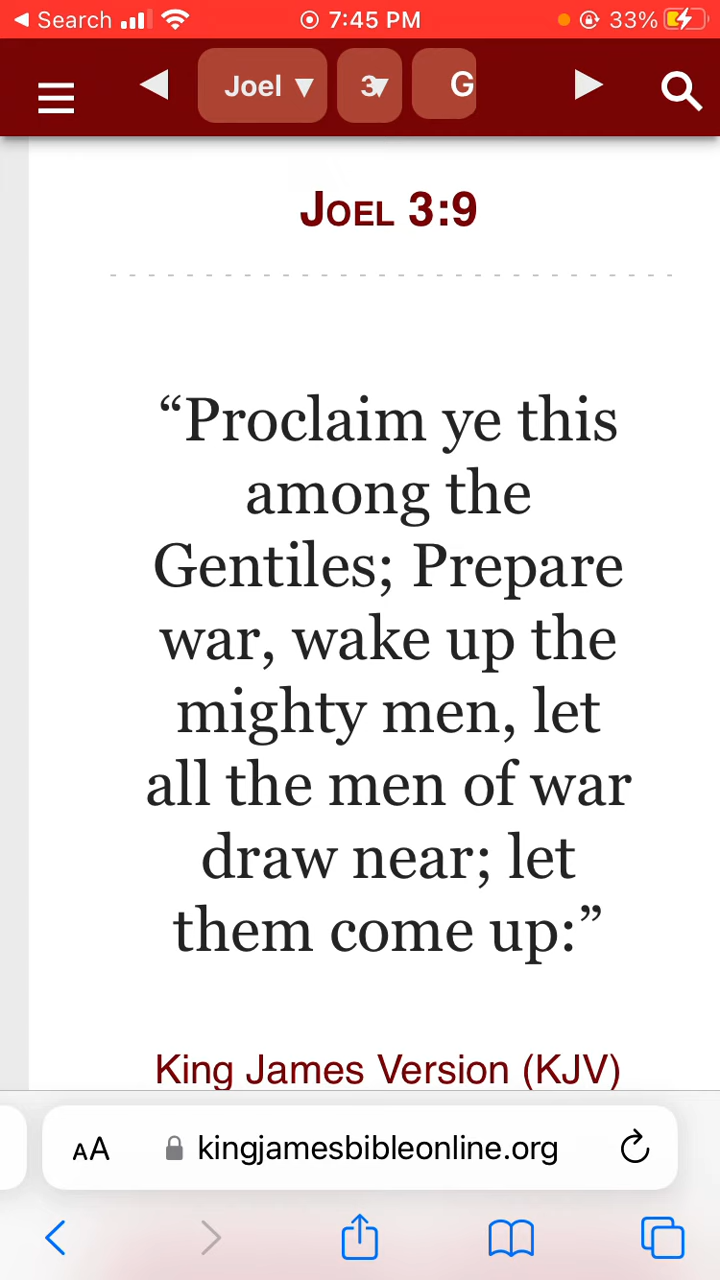 Search 7:45 PM 33%
Joel ▼ 3▼ G
JOEL 3:9
“Proclaim ye this
among the
Gentiles; Prepare
war, wake up the
mighty men, let
all the men of war
draw near; let
them come up:”
King James Version (KJV)
AA kingjamesbibleonline.org